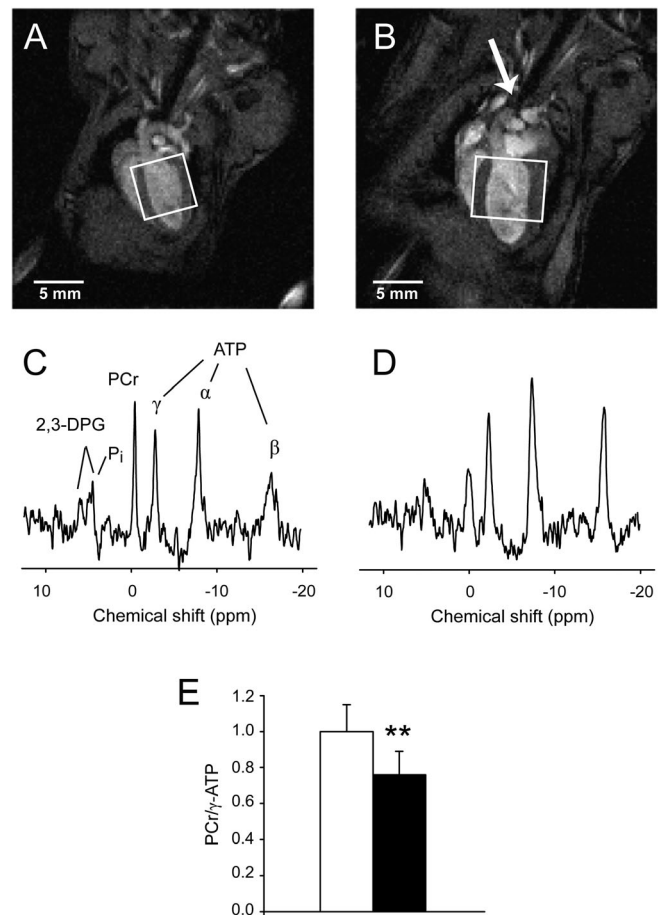 A
B
5 mm
5 mm
C
ATP
D
PCr
γ
α
2,3-DPG
Pi
β
10 0 -10 -20
10 0 -10 -20
Chemical shift (ppm)
Chemical shift (ppm)
E
1.2
1.0
**
0.8
0.6
0.4
0.2
0.0
PCr/γ-ATP